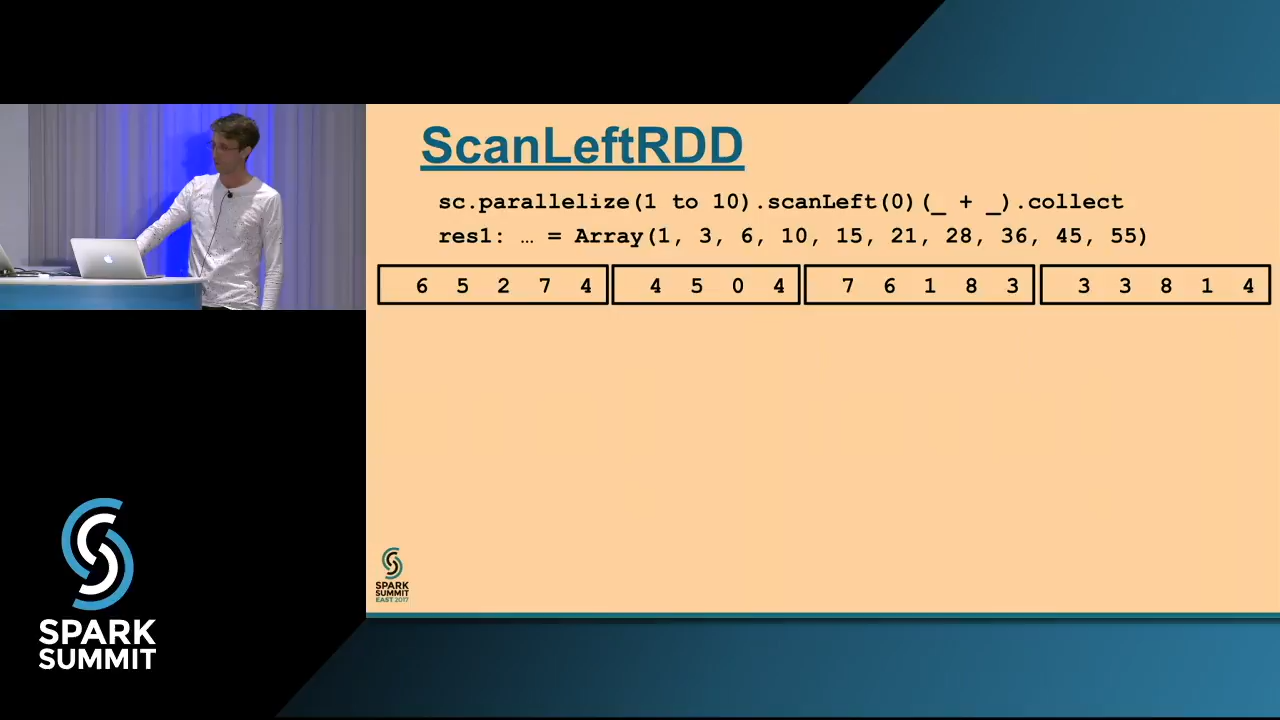 ScanLeftRDD
sc.parallelize(1 to 10).scanLeft(0)(_ + _).collect
res1: … = Array(1, 3, 6, 10, 15, 21, 28, 36, 45, 55)
6 5 2 7 4 4 5 0 4 7 6 1 8 3 3 3 8 1 4
SPARK
SUMMIT
EAST 2017
SPARK
SUMMIT